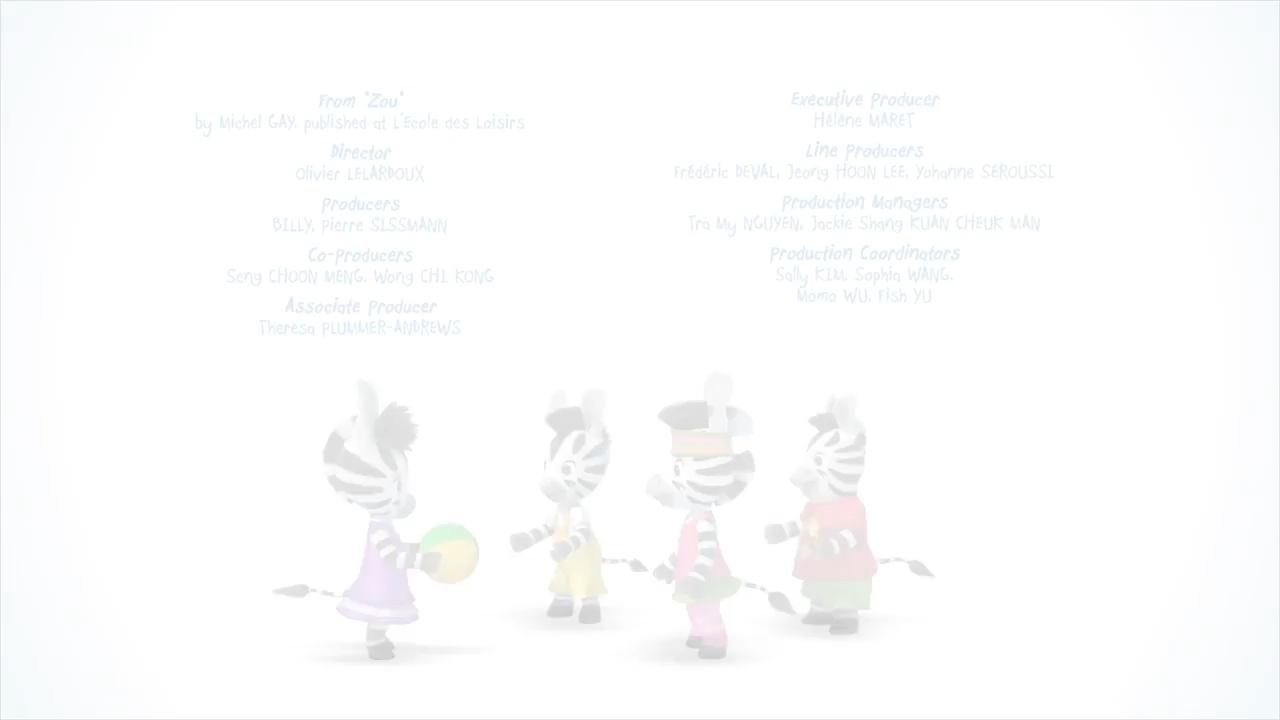 From "Zou"
by Michel GAY, published at L'Ecole des Loisirs
Director
Olivier LELARDOUX
Producers
BILLY, Pierre SISSMANN
Co-Producers
Seng CHOON MENG, Wong CHI KONG
Associate Producer
Theresa PLUMMER-ANDREWS
Executive Producer
Hélène MARET
Line Producers
Frédéric DEVAL, Jeong HOON LEE, Yohanne SEROUSSI
Production Managers
Tra My NGUYEN, Jackie Shang KUAN CHEUK MAN
Production Coordinators
Sally KIM, Sophia WANG,
Momo WU, Fish YU